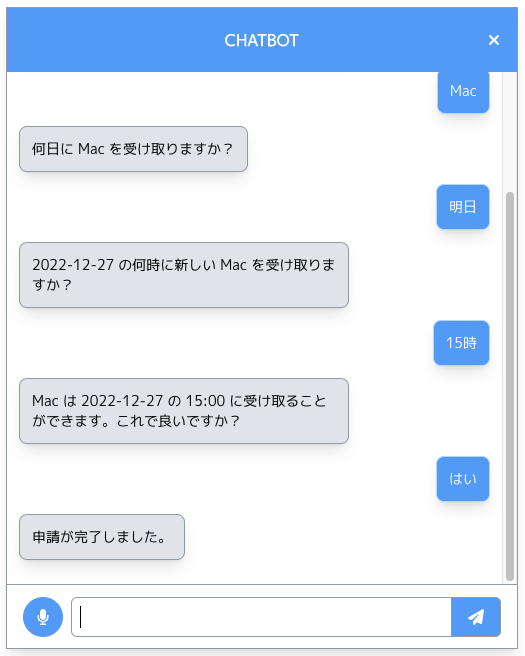 CHATBOT
Mac
何日に Mac を受け取りますか？
明日
2022-12-27 の何時に新しい Mac を受け取りま
すか？
15時
Mac は 2022-12-27 の 15:00 に受け取ること
ができます。これで良いですか？
はい
申請が完了しました。